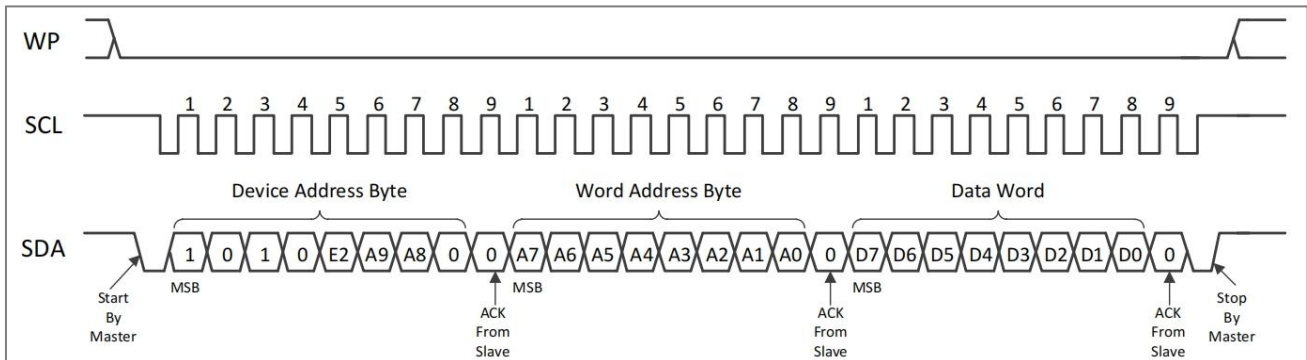 WP
1 2 3 4 5 6 7 8 9 1 2 3 4 5 6 7 8 9 1 2 3 4 5 6 7 8 9
SCL
Device Address Byte Word Address Byte Data Word
SDA 1 0 1 0 E2 A9 A8 0 0 A7 A6 A5 A4 A3 A2 A1 A0 0 D7 D6 D5 D4 D3 D2 D1 D0 0
MSB MSB MSB
Start
By
Master
ACK
From
Slave
ACK
From
Slave
ACK
From
Slave
Stop
By
Master